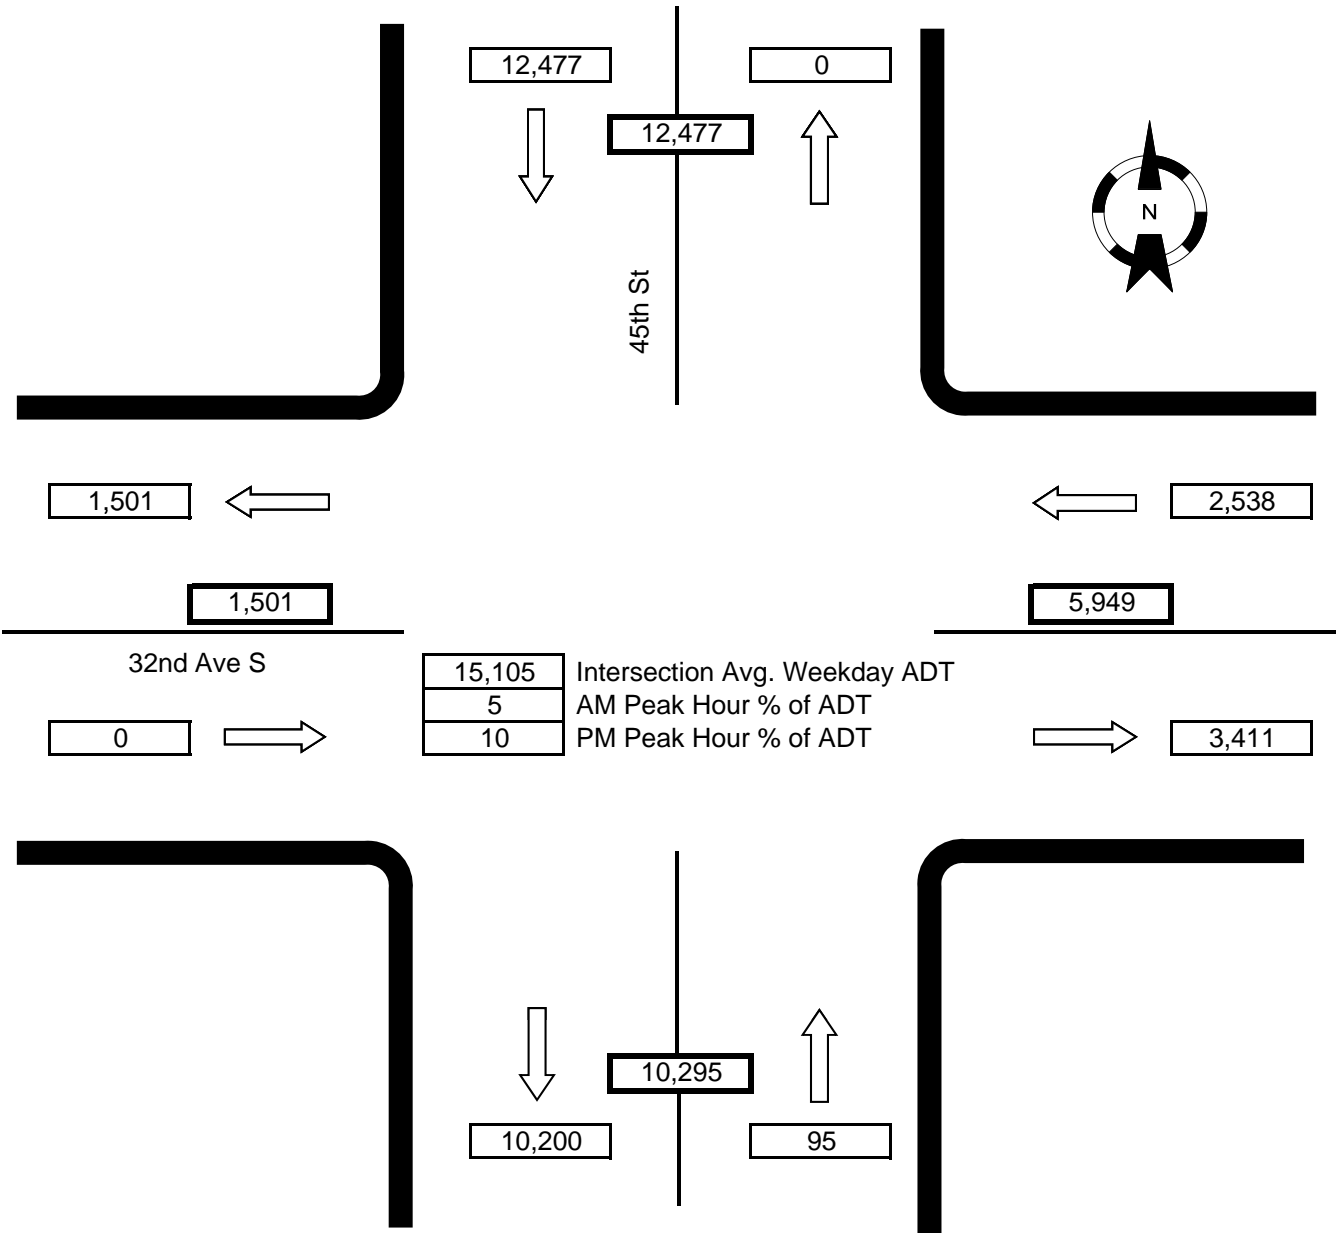 12,477
0
12,477
N
45th St
1,501
2,538
1,501
5,949
32nd Ave S
15,105 Intersection Avg. Weekday ADT
5 AM Peak Hour % of ADT
10 PM Peak Hour % of ADT
0
3,411
10,295
10,200
95